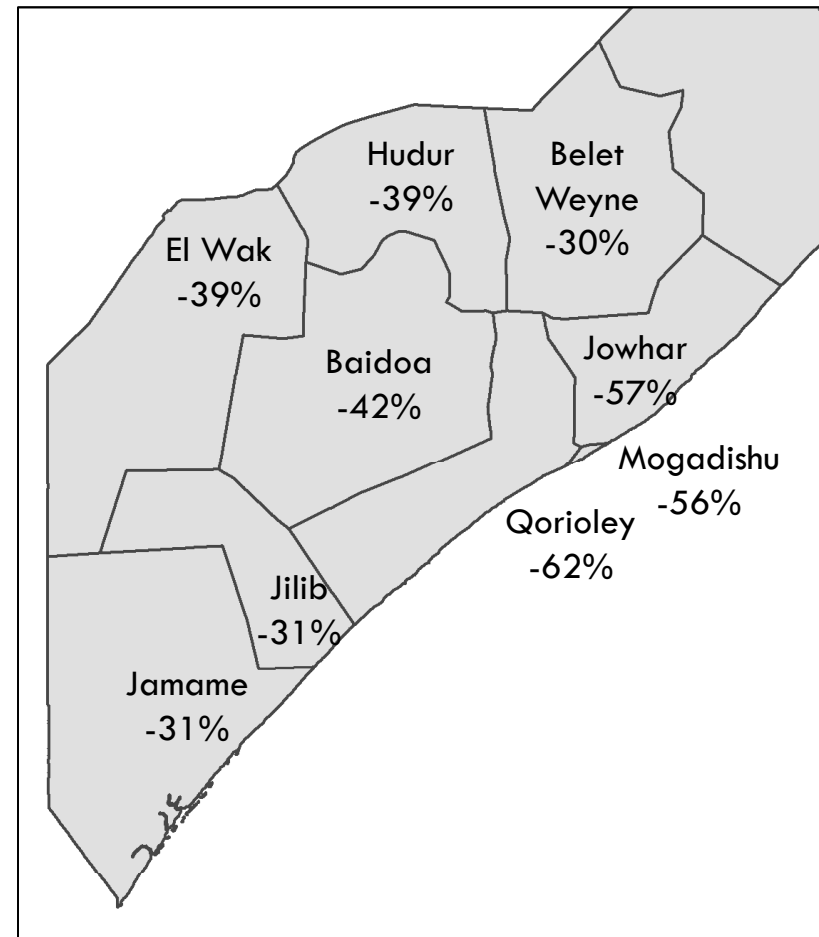 Hudur
-39%
Belet
Weyne
-30%
El Wak
-39%
Baidoa
-42%
Jowhar
-57%
Mogadishu
-56%
Qorioley
-62%
Jilib
-31%
Jamame
-31%